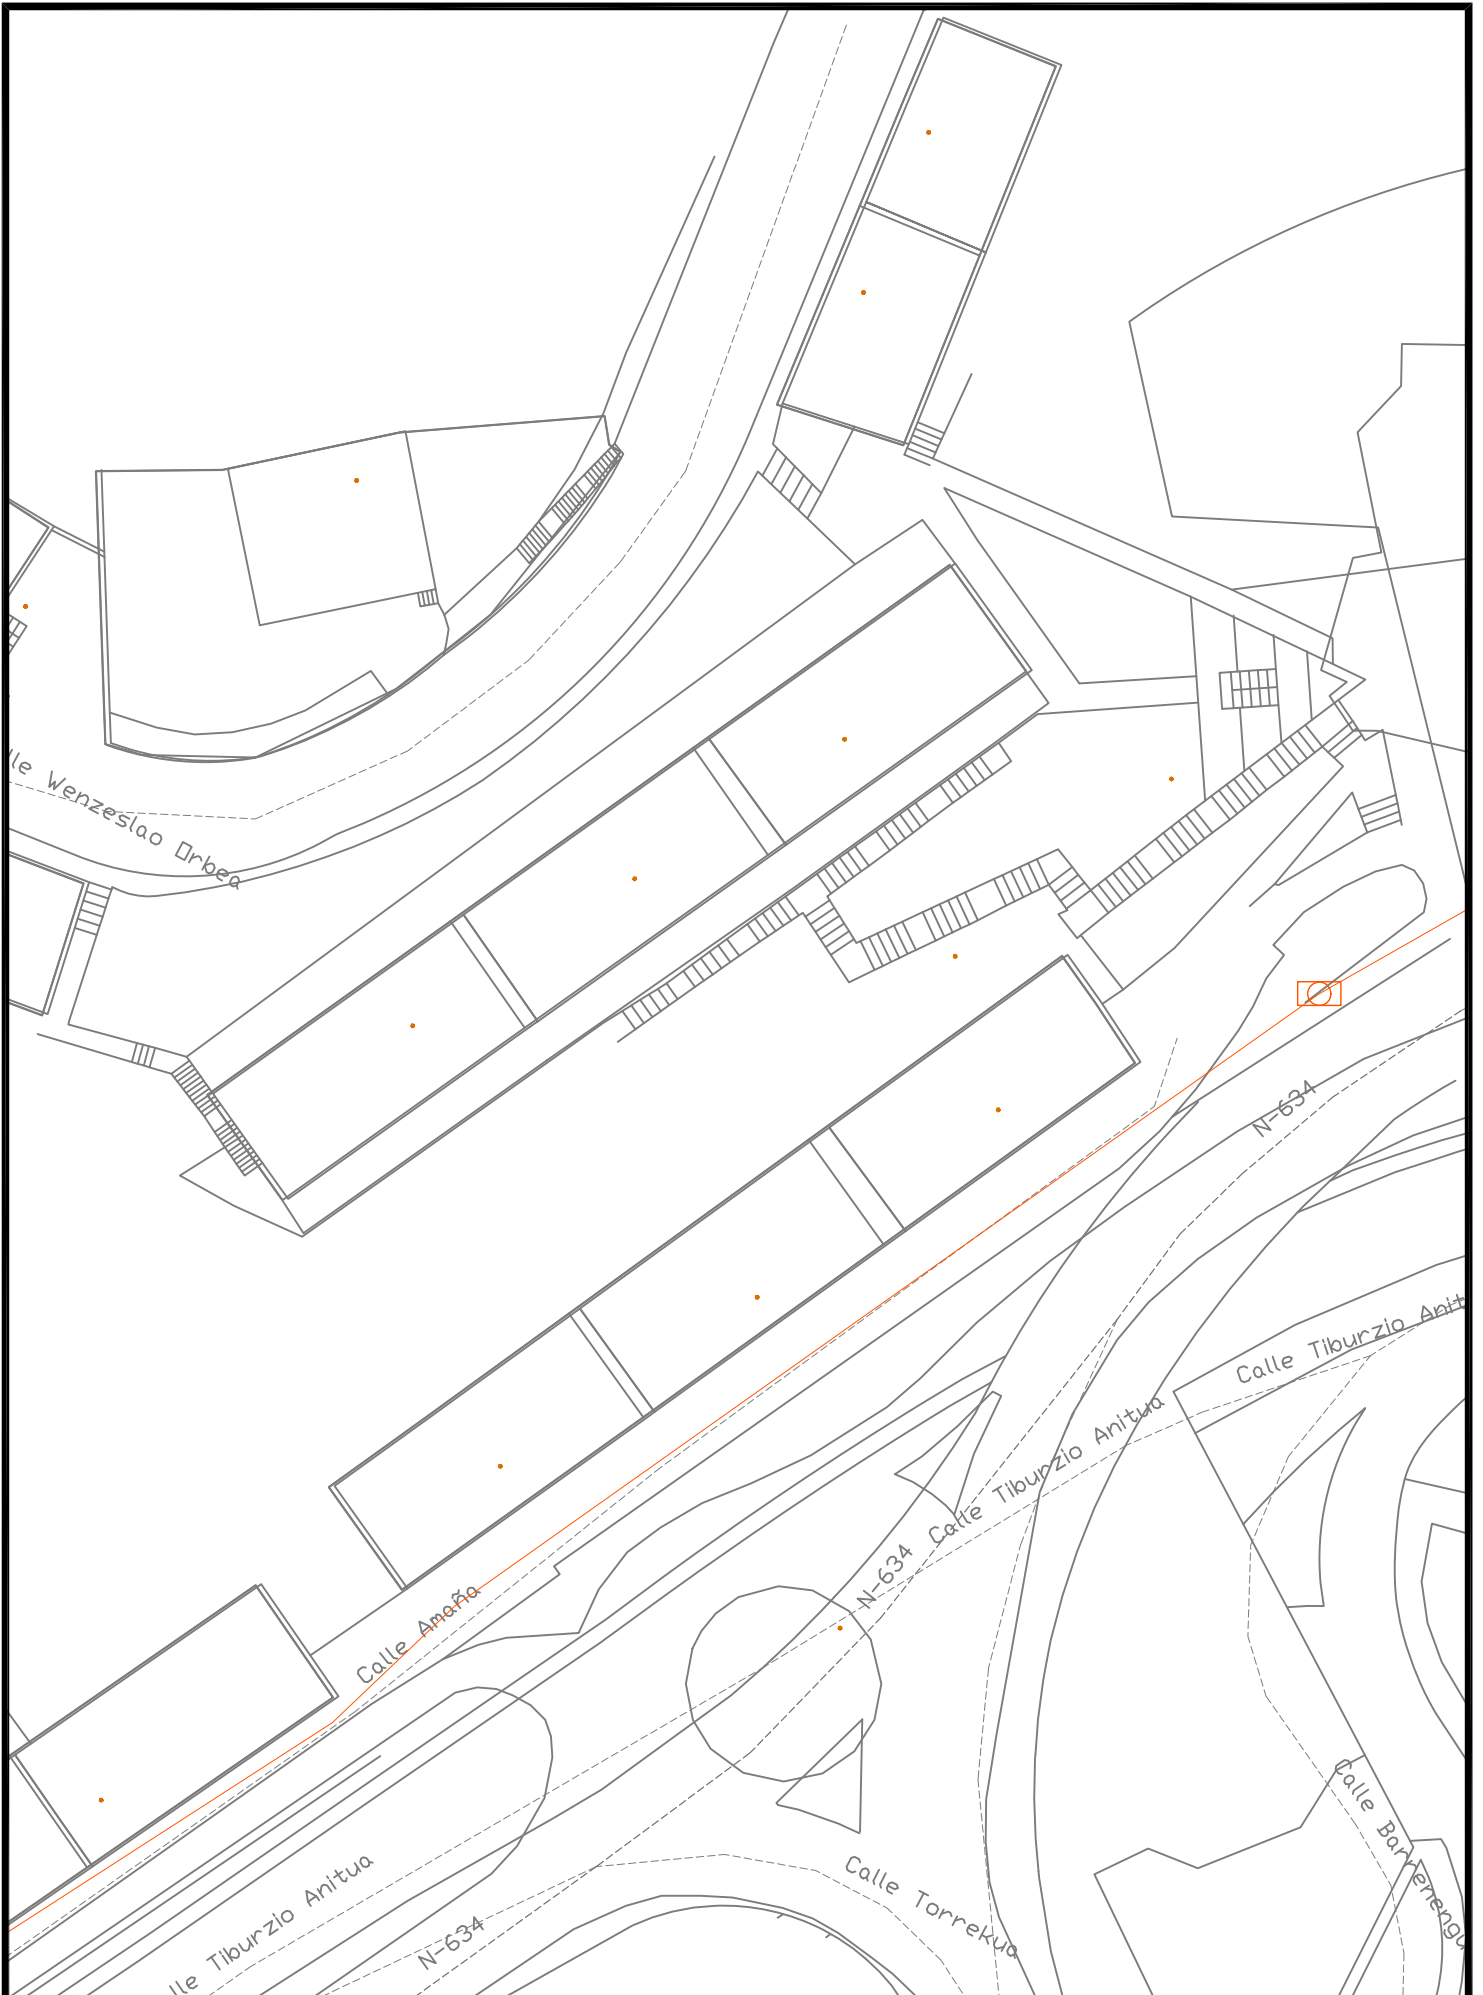 lle Wenzeslao Orbea
N-634
Calle Tiburzio Anit
Calle Tiburzio Anitua
N-634
Calle Amaña
Calle Barrenengu
Calle Torrekua
lle Tiburzio Anitua
N-634